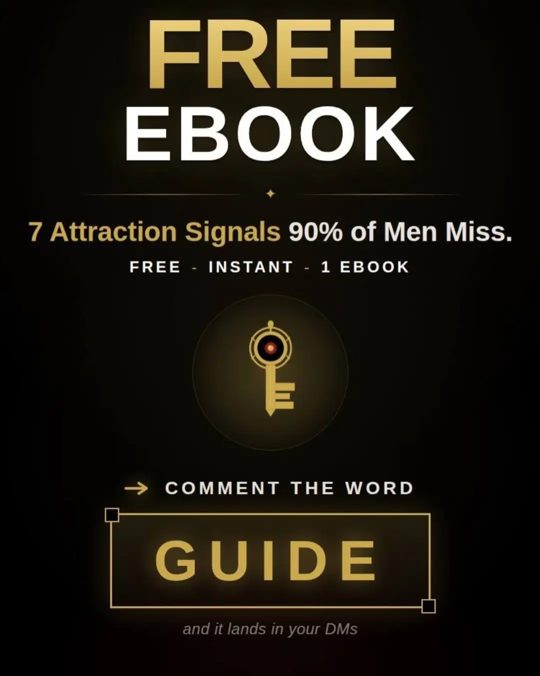 FREE
EBOOK
7 Attraction Signals 90% of Men Miss.
FREE - INSTANT - 1 EBOOK
→ COMMENT THE WORD
GUIDE
and it lands in your DMs